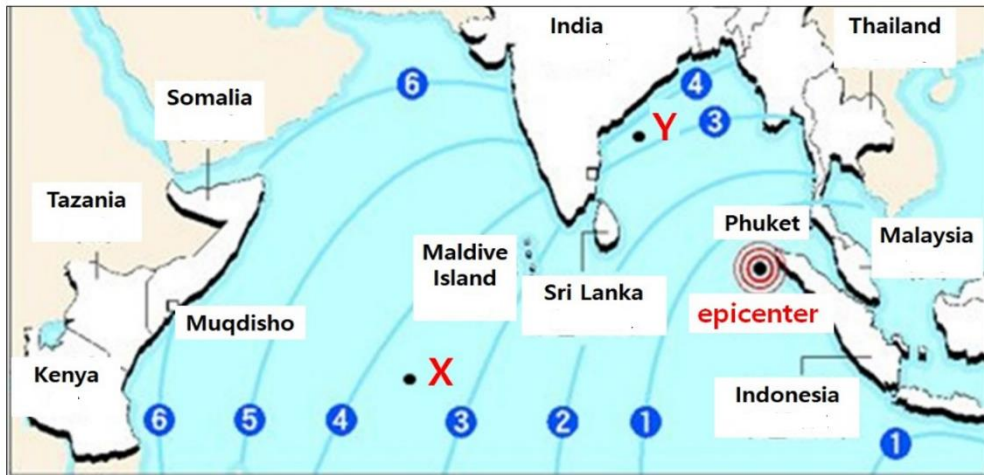 India
Thailand
6
4
Somalia
3
Y
Tazania
Phuket
Malaysia
Maldive
Island
Sri Lanka
epicenter
Muqdisho
Kenya
X
Indonesia
6
5
4
3
2
1
1